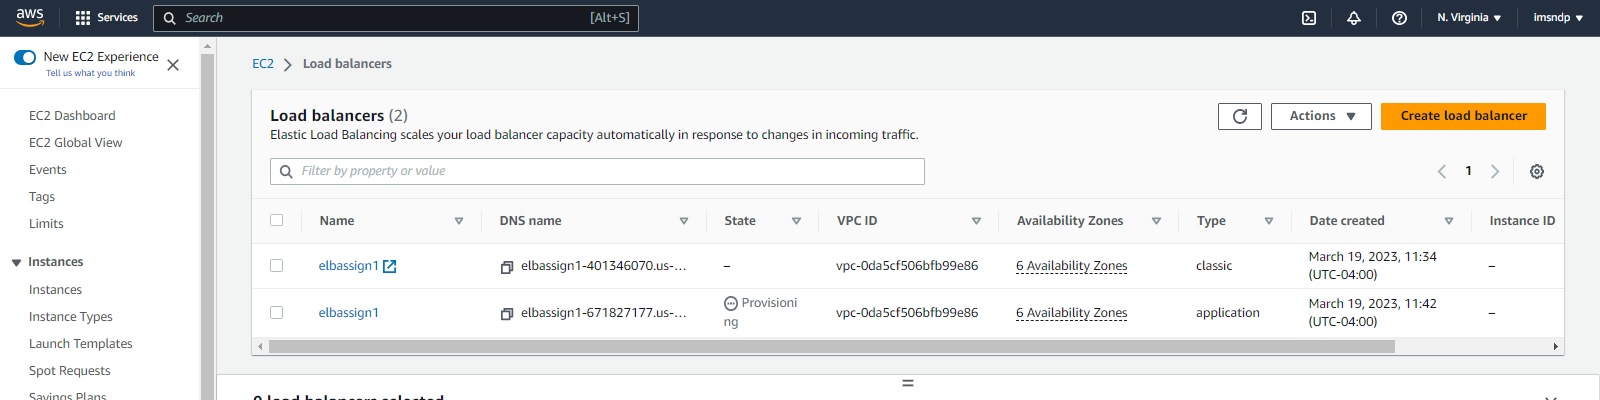 aws Services Search [Alt+S] N. Virginia imsndp
New EC2 Experience
Tell us what you think
EC2 Dashboard
EC2 Global View
Events
Tags
Limits
Instances
Instances
Instance Types
Launch Templates
Spot Requests
Savings Plans
EC2 Load balancers
Load balancers (2)
Elastic Load Balancing scales your load balancer capacity automatically in response to changes in incoming traffic.
Actions
Create load balancer
Filter by property or value
1
Name DNS name State VPC ID Availability Zones Type Date created Instance ID
elbassign1 elbassign1-401346070.us-... – vpc-0da5cf506bfb99e86 6 Availability Zones classic March 19, 2023, 11:34 (UTC-04:00) –
elbassign1 elbassign1-671827177.us-... Provisioning vpc-0da5cf506bfb99e86 6 Availability Zones application March 19, 2023, 11:42 (UTC-04:00) –
0 load balancers selected